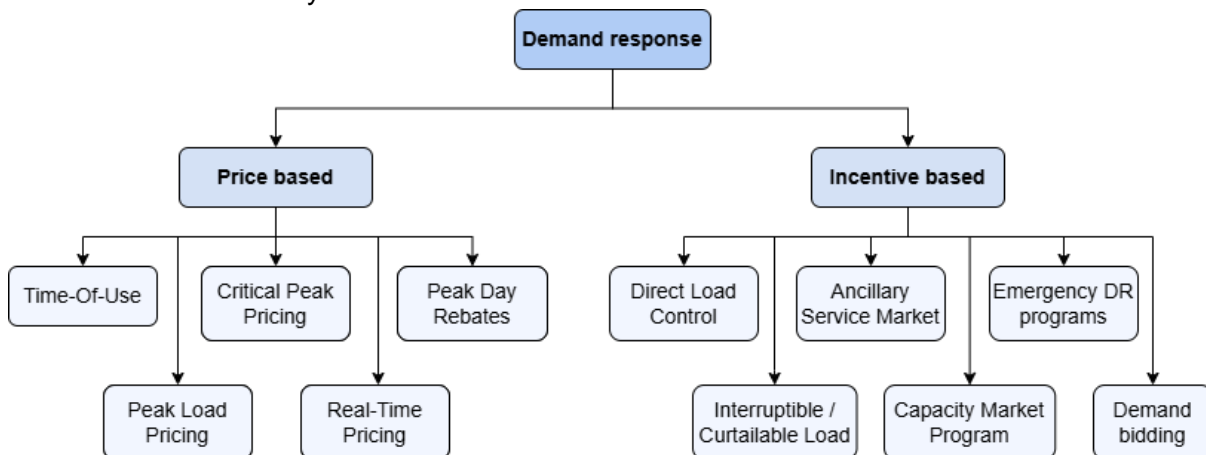 Demand response
Price based
Incentive based
Time-Of-Use
Critical Peak
Pricing
Peak Day
Rebates
Direct Load
Control
Ancillary
Service Market
Emergency DR
programs
Peak Load
Pricing
Real-Time
Pricing
Interruptible /
Curtailable Load
Capacity Market
Program
Demand
bidding